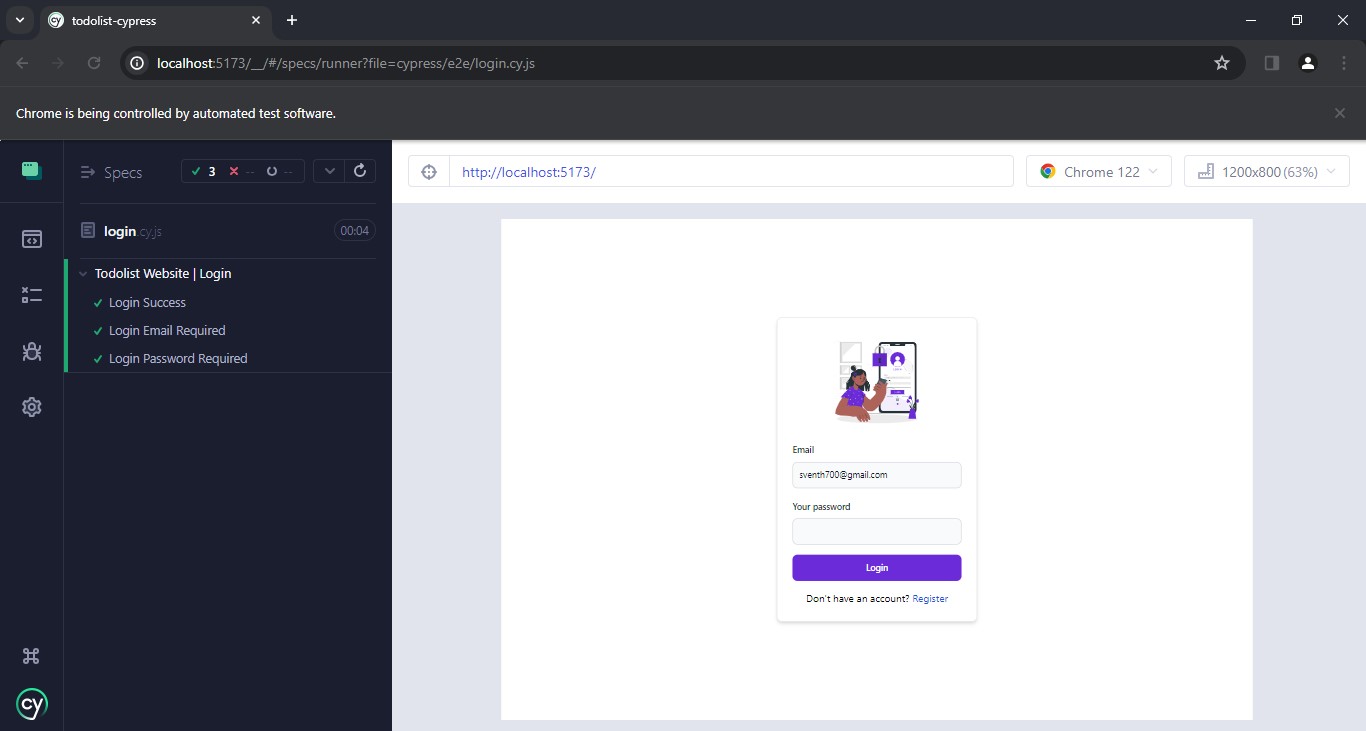 todolist-cypress
localhost:5173/__/#/specs/runner?file=cypress/e2e/login.cy.js
Chrome is being controlled by automated test software.
Specs
3 -- --
http://localhost:5173/
Chrome 122
1200x800 (63%)
login.cy.js
00:04
Todolist Website | Login
Login Success
Login Email Required
Login Password Required
Email
sventh700@gmail.com
Your password
Login
Don't have an account? Register
cy